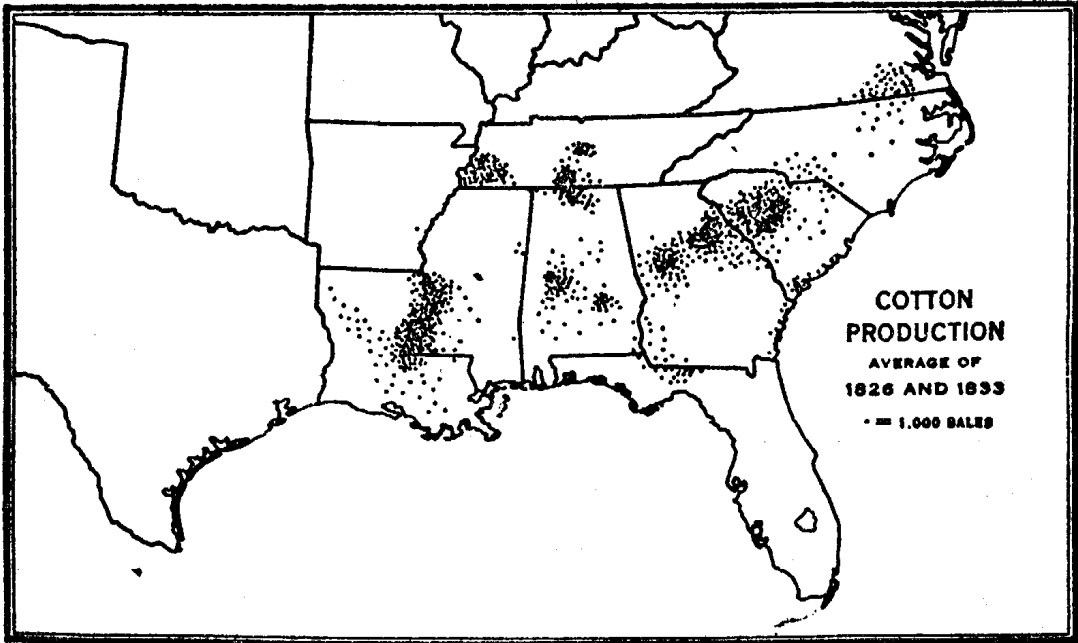 COTTON
PRODUCTION
AVERAGE OF
1826 AND 1833
• = 1,000 BALES